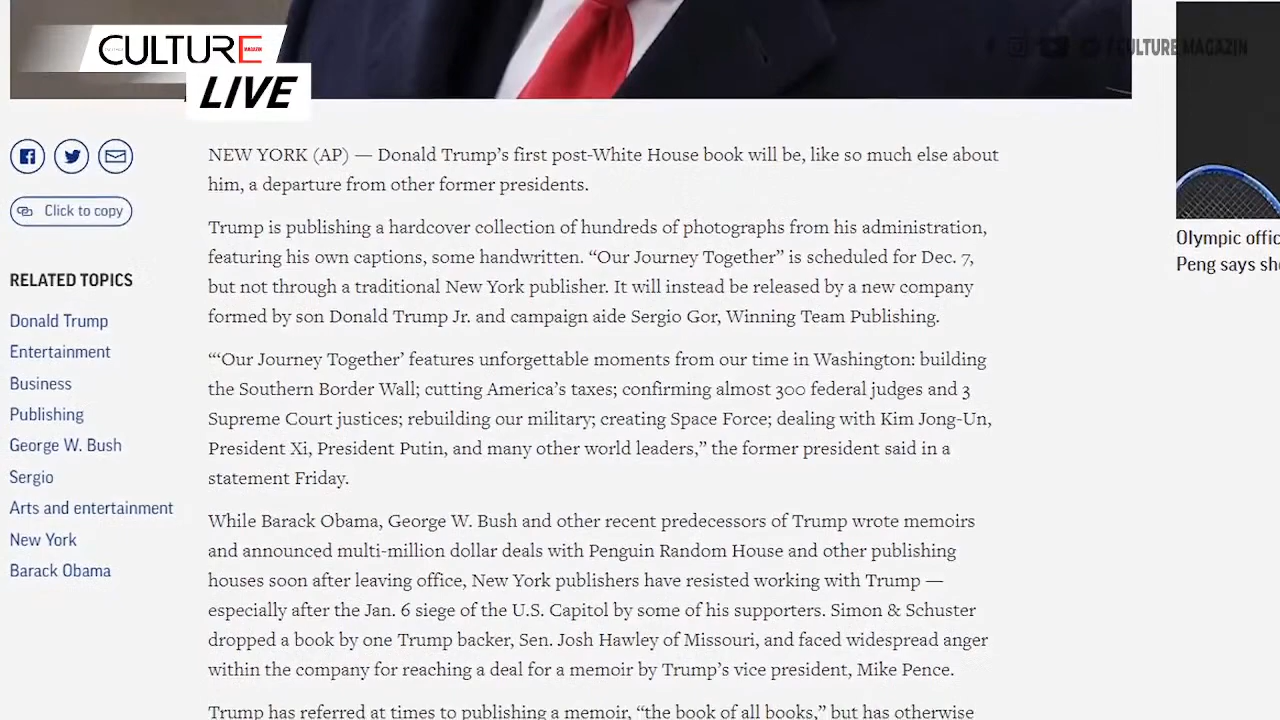 CULTURE
MAGAZIN
LIVE
CULTURE MAGAZIN
NEW YORK (AP) — Donald Trump’s first post-White House book will be, like so much else about
him, a departure from other former presidents.
Click to copy
Trump is publishing a hardcover collection of hundreds of photographs from his administration,
featuring his own captions, some handwritten. “Our Journey Together” is scheduled for Dec. 7,
but not through a traditional New York publisher. It will instead be released by a new company
formed by son Donald Trump Jr. and campaign aide Sergio Gor, Winning Team Publishing.
“‘Our Journey Together’ features unforgettable moments from our time in Washington: building
the Southern Border Wall; cutting America’s taxes; confirming almost 300 federal judges and 3
Supreme Court justices; rebuilding our military; creating Space Force; dealing with Kim Jong-Un,
President Xi, President Putin, and many other world leaders,” the former president said in a
statement Friday.
While Barack Obama, George W. Bush and other recent predecessors of Trump wrote memoirs
and announced multi-million dollar deals with Penguin Random House and other publishing
houses soon after leaving office, New York publishers have resisted working with Trump —
especially after the Jan. 6 siege of the U.S. Capitol by some of his supporters. Simon & Schuster
dropped a book by one Trump backer, Sen. Josh Hawley of Missouri, and faced widespread anger
within the company for reaching a deal for a memoir by Trump’s vice president, Mike Pence.
Trump has referred at times to publishing a memoir, “the book of all books,” but has otherwise
RELATED TOPICS
Donald Trump
Entertainment
Business
Publishing
George W. Bush
Sergio
Arts and entertainment
New York
Barack Obama
Olympic offic
Peng says sh